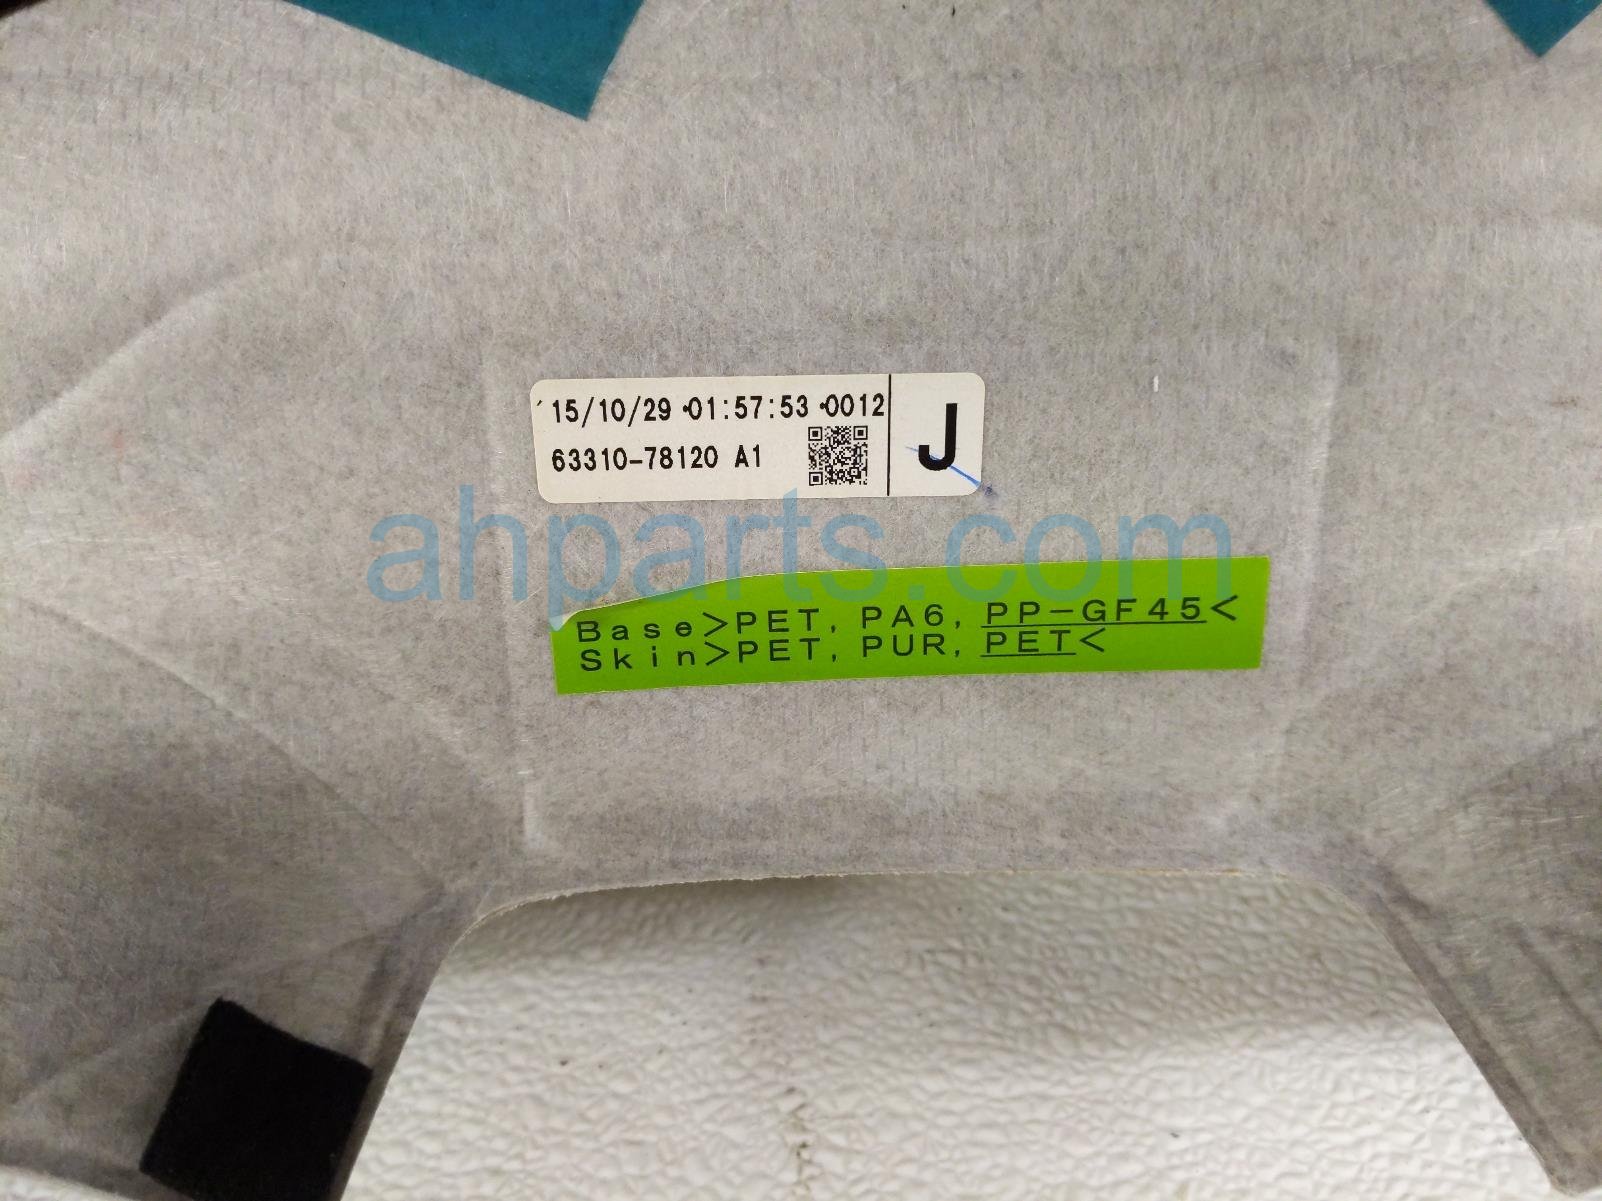 15/10/29 ·01:57:53 ·0012
63310-78120 A1
J
ahparts.com
Base>PET, PA6, PP-GF45<
Skin>PET, PUR, PET<